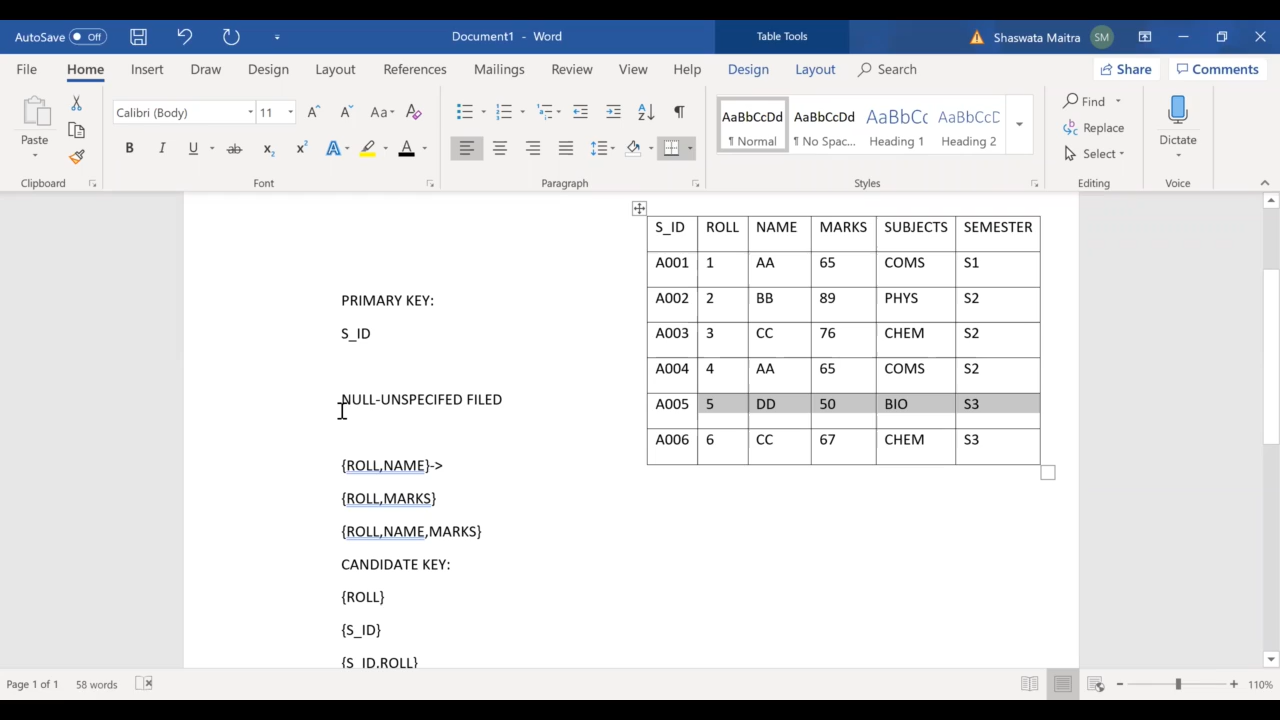 AutoSave Off
Document1 - Word
Table Tools
Shaswata Maitra SM
File Home Insert Draw Design Layout References Mailings Review View Help Design Layout Search Share Comments
Paste
Calibri (Body) 11
Aa
B I U ab x₂ x² A A
AaBbCcDd AaBbCcDd AaBbCc AaBbCcD
¶ Normal ¶ No Spac... Heading 1 Heading 2
Find
Replace
Select
Dictate
Clipboard Font Paragraph Styles Editing Voice
PRIMARY KEY:
S_ID
NULL-UNSPECIFED FILED
{ROLL,NAME}->
{ROLL,MARKS}
{ROLL,NAME,MARKS}
CANDIDATE KEY:
{ROLL}
{S_ID}
{S_ID,ROLL}
S_ID ROLL NAME MARKS SUBJECTS SEMESTER
A001 1 AA 65 COMS S1
A002 2 BB 89 PHYS S2
A003 3 CC 76 CHEM S2
A004 4 AA 65 COMS S2
A005 5 DD 50 BIO S3
A006 6 CC 67 CHEM S3
Page 1 of 1 58 words
110%